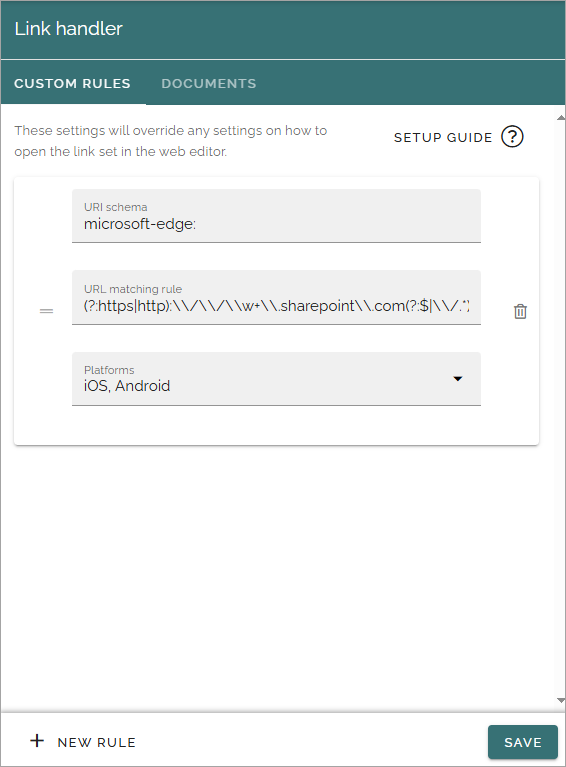 Link handler
CUSTOM RULES DOCUMENTS
These settings will override any settings on how to
open the link set in the web editor.
SETUP GUIDE ?
URI schema
microsoft-edge:
URL matching rule
(?:https|http):\\/\\/\\w+\\.sharepoint\\.com(?:$|\\/.*)
Platforms
iOS, Android
+ NEW RULE
SAVE